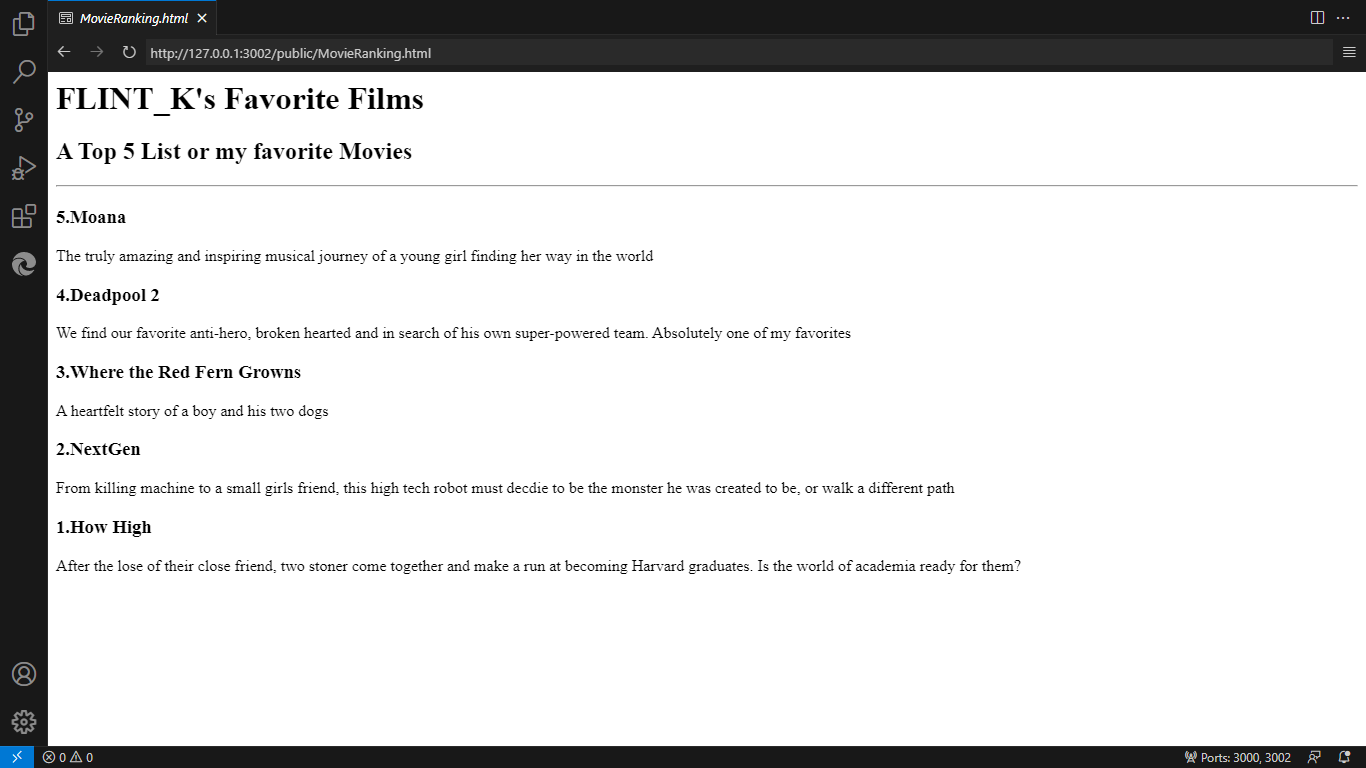 MovieRanking.html
http://127.0.0.1:3002/public/MovieRanking.html
FLINT_K's Favorite Films
A Top 5 List or my favorite Movies
5.Moana
The truly amazing and inspiring musical journey of a young girl finding her way in the world
4.Deadpool 2
We find our favorite anti-hero, broken hearted and in search of his own super-powered team. Absolutely one of my favorites
3.Where the Red Fern Growns
A heartfelt story of a boy and his two dogs
2.NextGen
From killing machine to a small girls friend, this high tech robot must decdie to be the monster he was created to be, or walk a different path
1.How High
After the lose of their close friend, two stoner come together and make a run at becoming Harvard graduates. Is the world of academia ready for them?
0 0 Ports: 3000, 3002